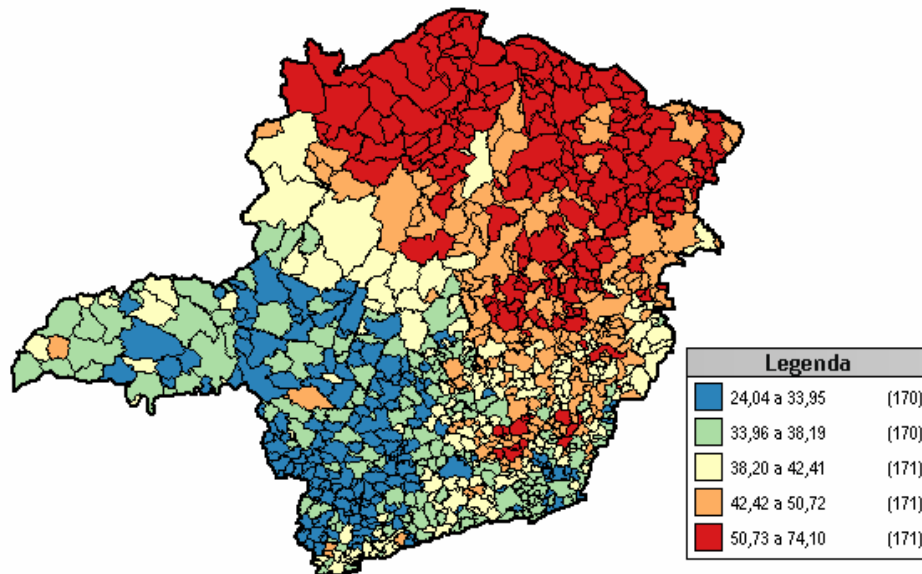 Legenda
24,04 a 33,95 (170)
33,96 a 38,19 (170)
38,20 a 42,41 (171)
42,42 a 50,72 (171)
50,73 a 74,10 (171)